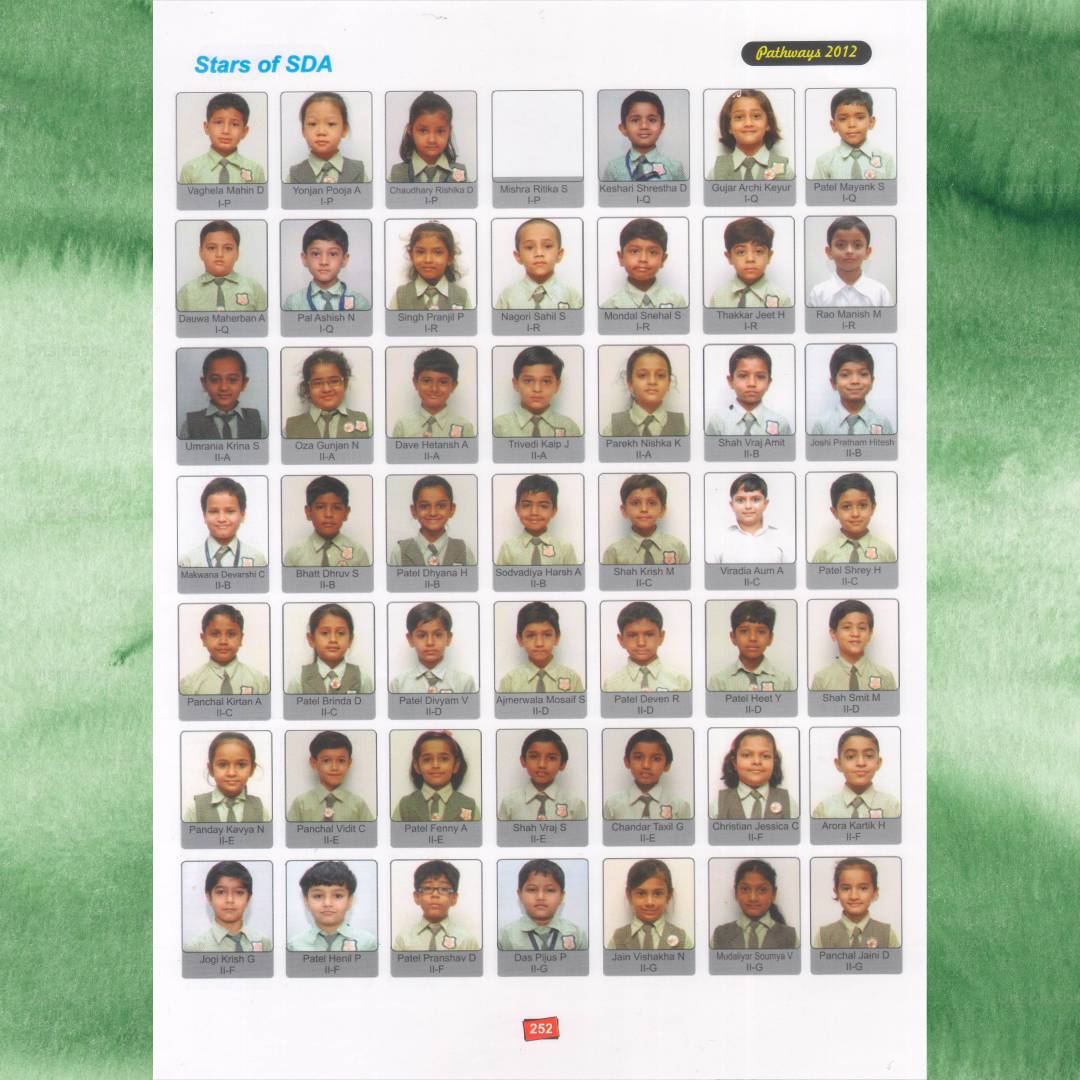 Stars of SDA
Pathways 2012
Vaghela Mahin D
I-P
Yonjan Pooja A
I-P
Chaudhary Rishika D
I-P
Mishra Ritika S
I-P
Keshari Shrestha D
I-Q
Gujar Archi Keyur
I-Q
Patel Mayank S
I-Q
Dauwa Maherban A
I-Q
Pal Ashish N
I-Q
Singh Pranjil P
I-R
Nagori Sahil S
I-R
Mondal Snehal S
I-R
Thakkar Jeet H
I-R
Rao Manish M
I-R
Umrania Krina S
II-A
Oza Gunjan N
II-A
Dave Hetansh A
II-A
Trivedi Kalp J
II-A
Parekh Nishka K
II-A
Shah Vraj Amit
II-B
Joshi Pratham Hitesh
II-B
Makwana Devarshi C
II-B
Bhatt Dhruv S
II-B
Patel Dhyana H
II-B
Sodvadiya Harsh A
II-B
Shah Krish M
II-C
Viradia Aum A
II-C
Patel Shrey H
II-C
Panchal Kirtan A
II-C
Patel Brinda D
II-C
Patel Divyam V
II-D
Ajmerwala Mosaif S
II-D
Patel Deven R
II-D
Patel Heet Y
II-D
Shah Smit M
II-D
Panday Kavya N
II-E
Panchal Vidit C
II-E
Patel Fenny A
II-E
Shah Vraj S
II-E
Chandar Taxil G
II-E
Christian Jessica C
II-F
Arora Kartik H
II-F
Jogi Krish G
II-F
Patel Henil P
II-F
Patel Pranshav D
II-F
Das Pijus P
II-G
Jain Vishakha N
II-G
Mudaliyar Soumya V
II-G
Panchal Jaini D
II-G
252